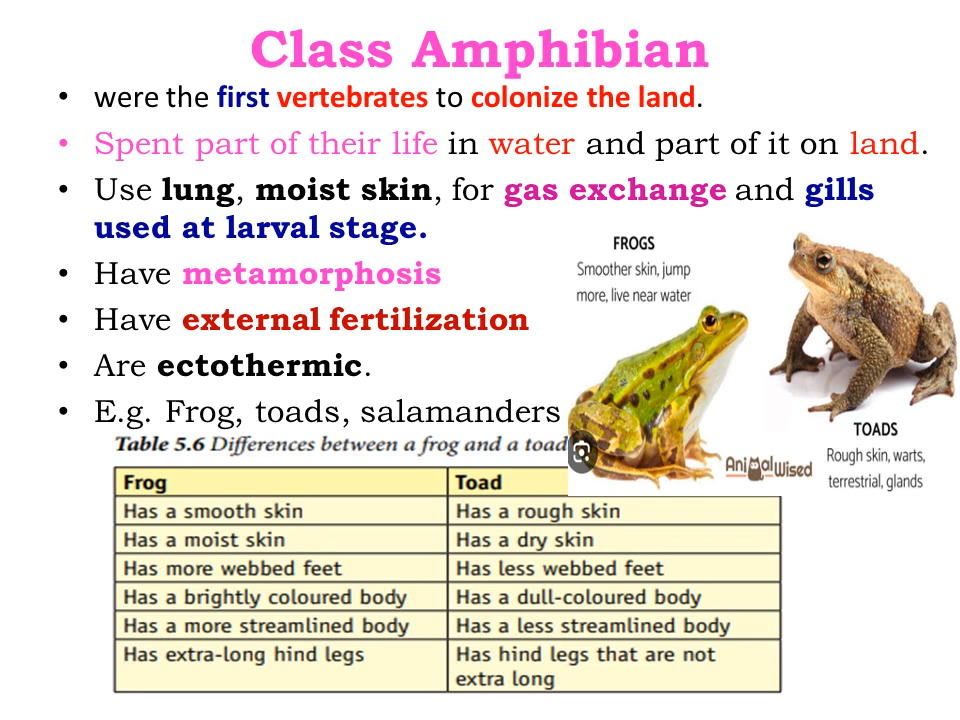 Class Amphibian
• were the first vertebrates to colonize the land.
• Spent part of their life in water and part of it on land.
• Use lung, moist skin, for gas exchange and gills
used at larval stage.
• Have metamorphosis
• Have external fertilization
• Are ectothermic.
• E.g. Frog, toads, salamanders
FROGS
Smoother skin, jump
more, live near water
TOADS
Rough skin, warts,
terrestrial, glands
AnimalWised
Table 5.6 Differences between a frog and a toad
Frog Toad
Has a smooth skin Has a rough skin
Has a moist skin Has a dry skin
Has more webbed feet Has less webbed feet
Has a brightly coloured body Has a dull-coloured body
Has a more streamlined body Has a less streamlined body
Has extra-long hind legs Has hind legs that are not
extra long